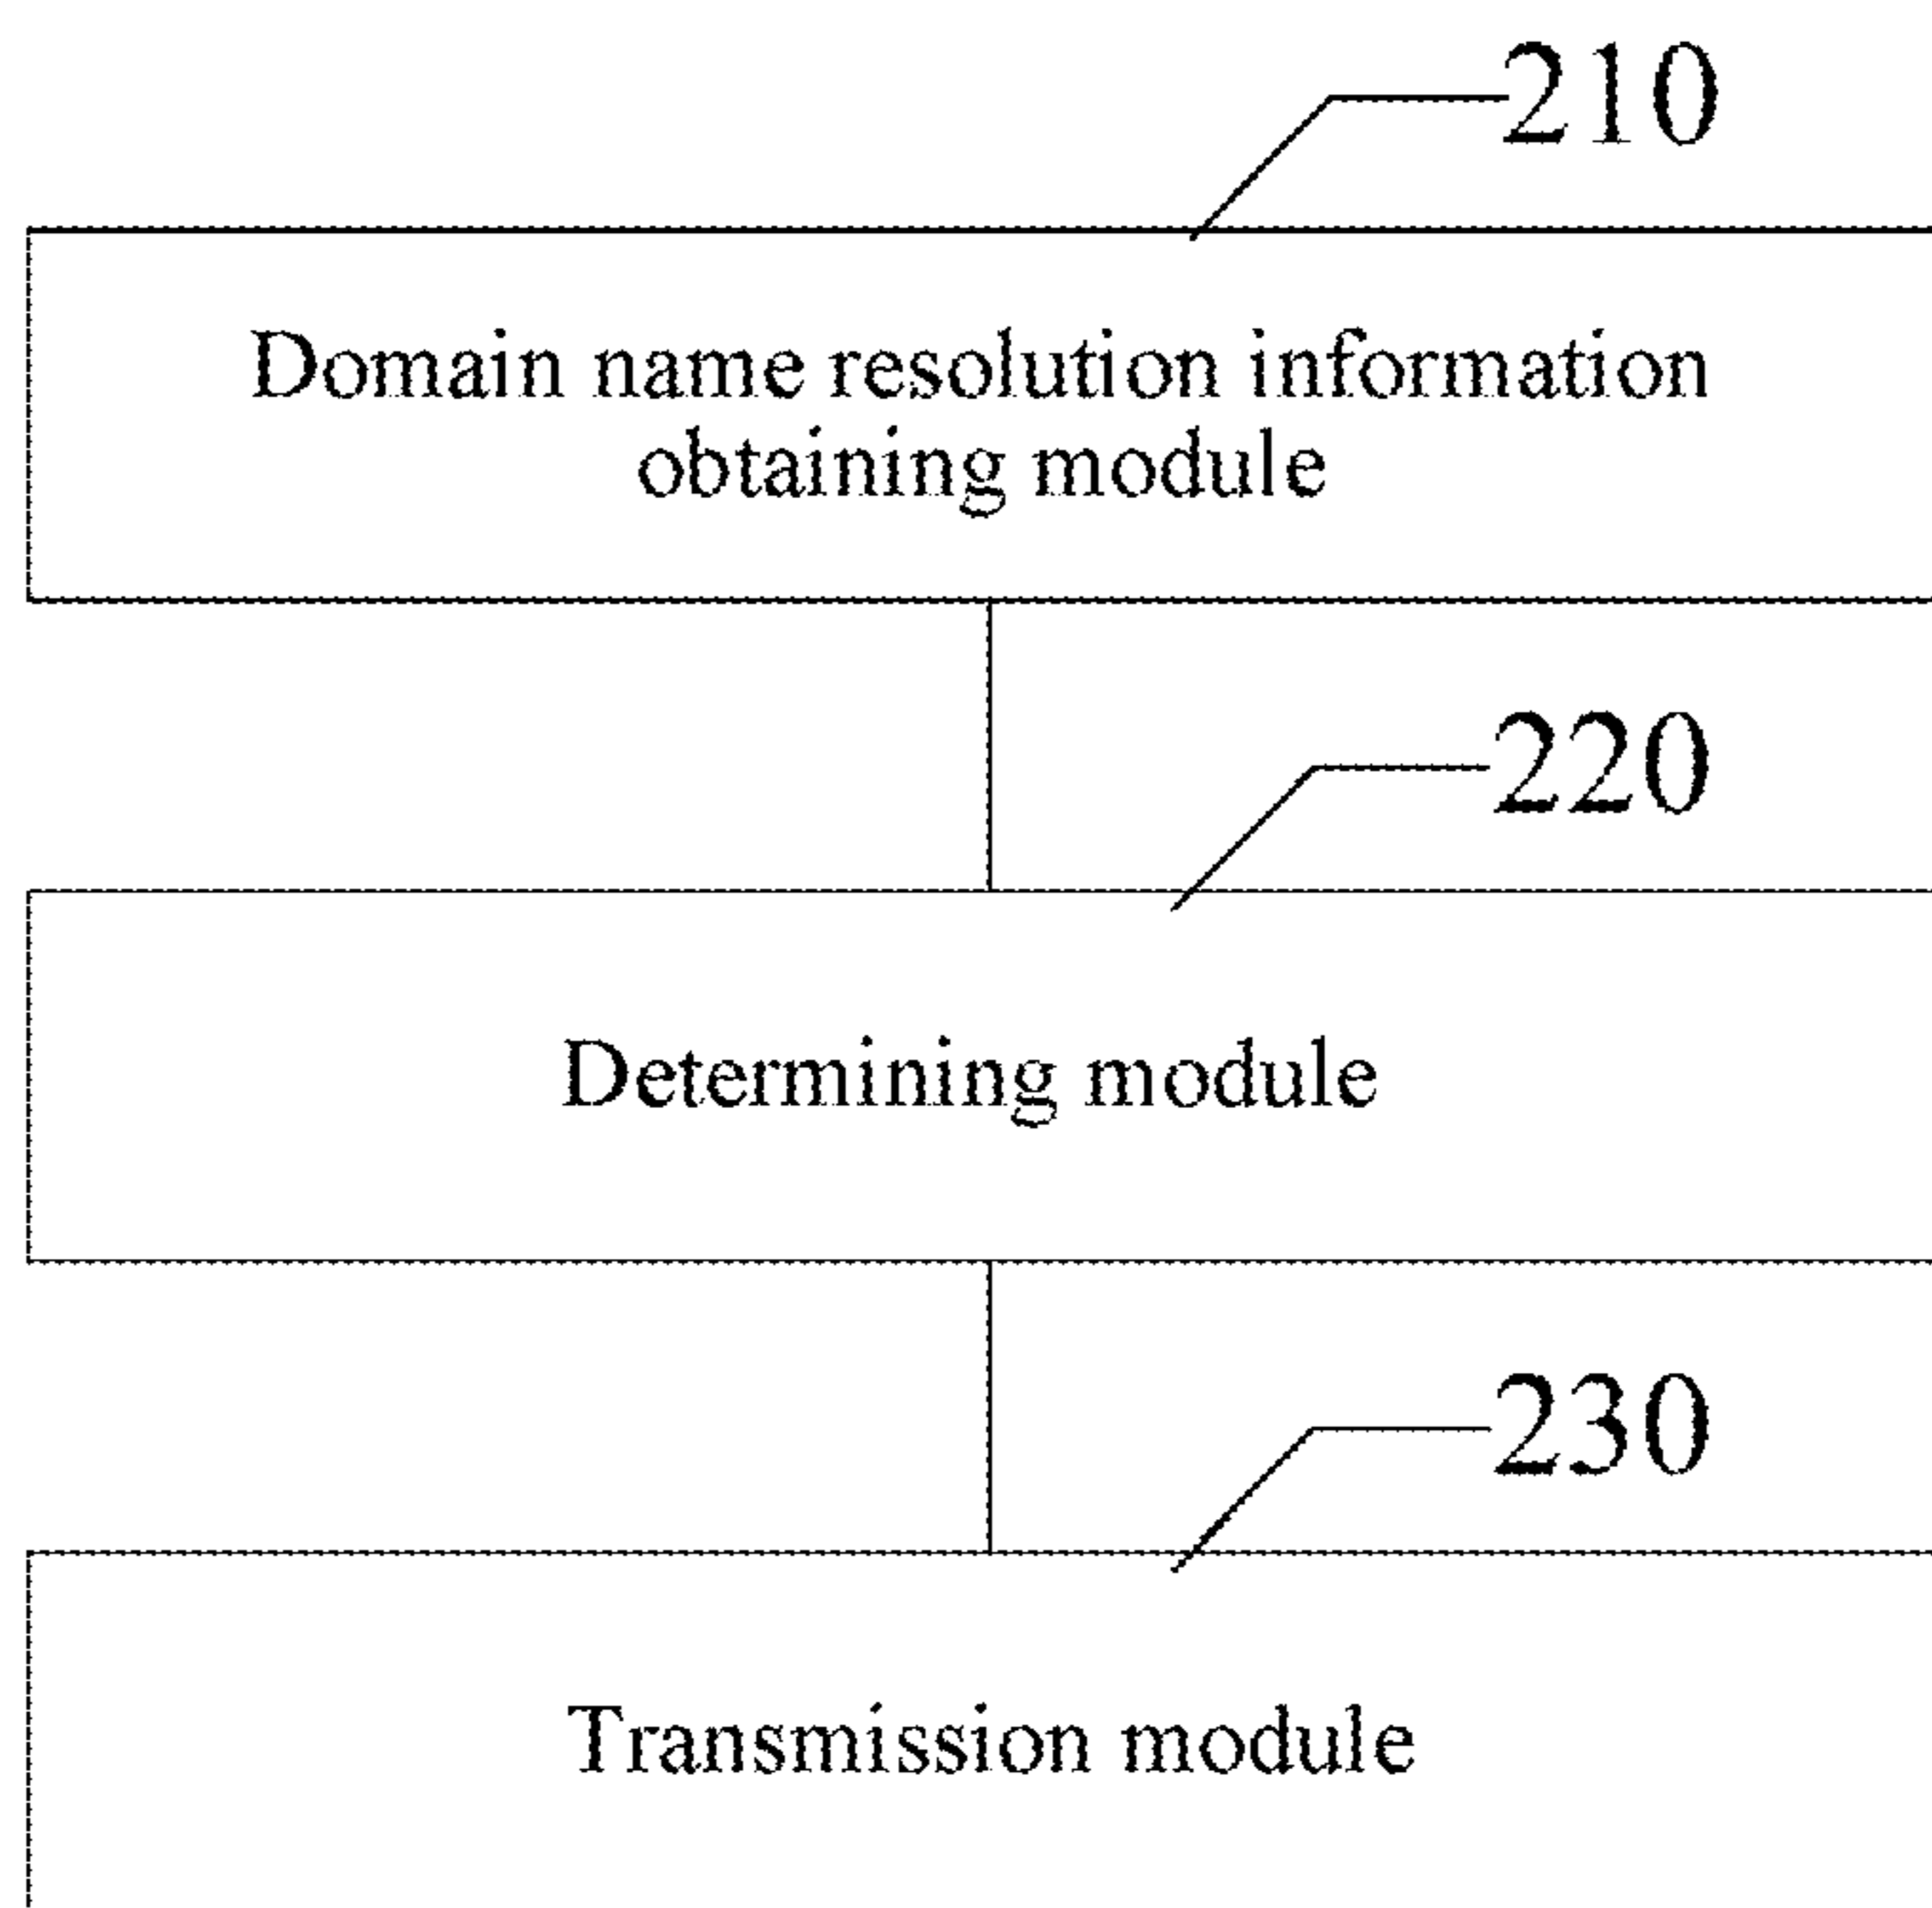 210
Domain name resolution information
obtaining module
220
Determining module
230
Transmission module